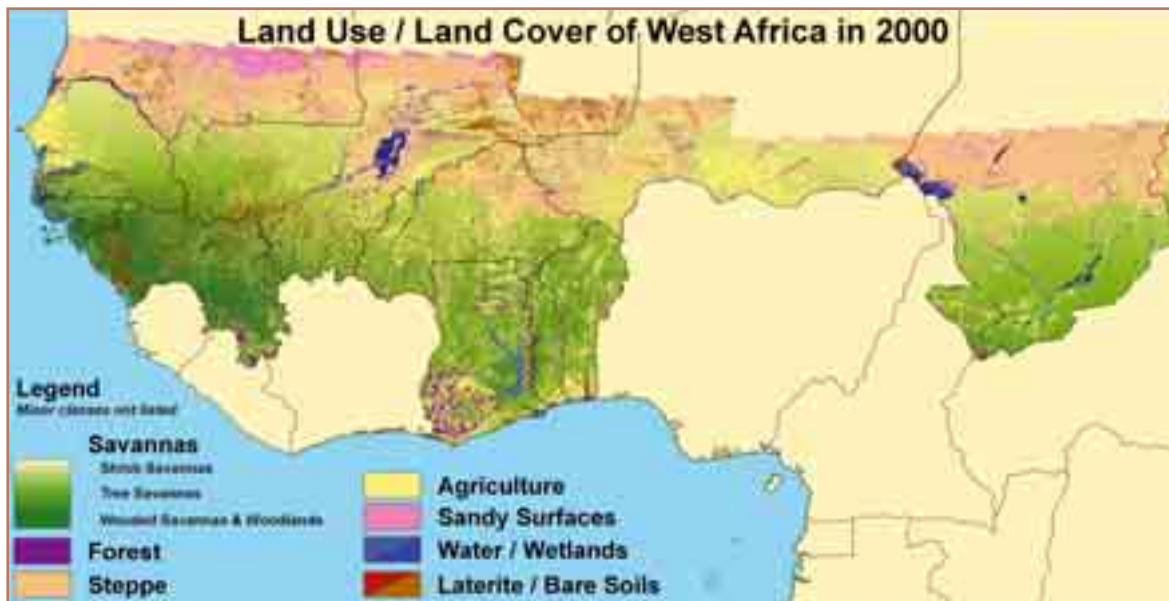 Land Use / Land Cover of West Africa in 2000
Legend
Minor classes not listed
Savannas
Shrub Savannas
Tree Savannas
Wooded Savannas & Woodlands
Forest
Steppe
Agriculture
Sandy Surfaces
Water / Wetlands
Laterite / Bare Soils